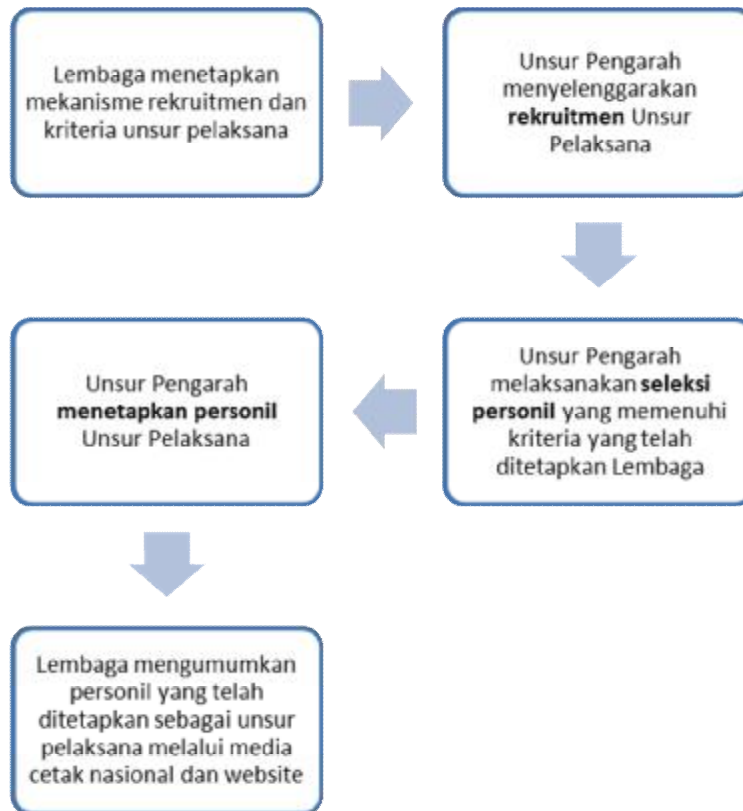 Lembaga menetapkan
mekanisme rekruitmen dan
kriteria unsur pelaksana
Unsur Pengarah
menyelenggarakan
rekruitmen Unsur
Pelaksana
Unsur Pengarah
melaksanakan seleksi
personil yang memenuhi
kriteria yang telah
ditetapkan Lembaga
Unsur Pengarah
menetapkan personil
Unsur Pelaksana
Lembaga mengumumkan
personil yang telah
ditetapkan sebagai unsur
pelaksana melalui media
cetak nasional dan website